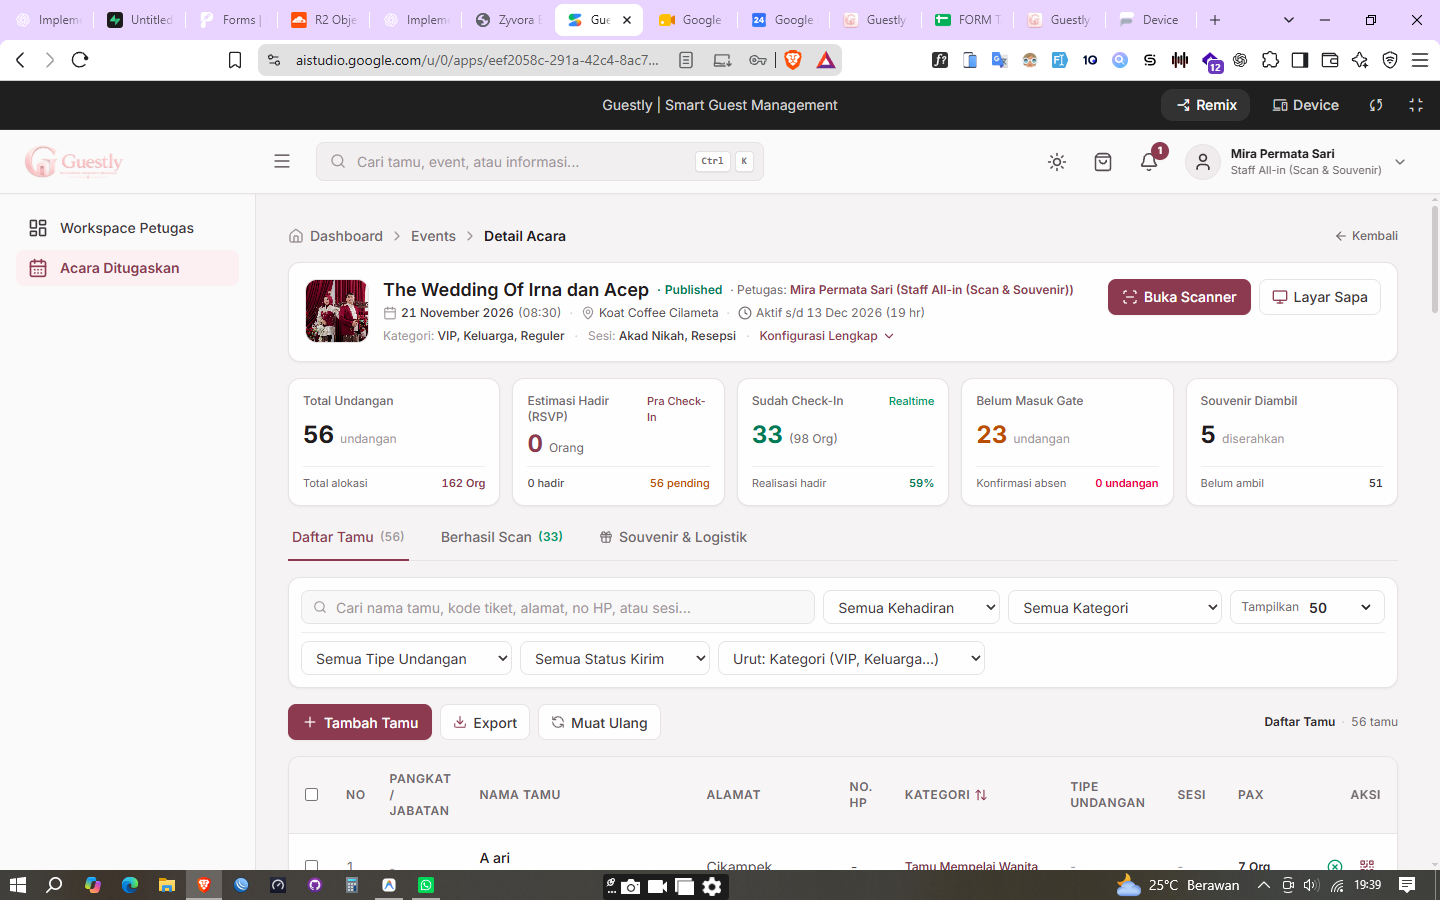 Impleme
Untitled
Forms |
R2 Obje
Impleme
Zyvora E
Gue
Google
Google
Guestly
FORM T
Guestly
Device
aistudio.google.com/u/0/apps/eef2058c-291a-42c4-8ac7...
12
Guestly | Smart Guest Management
Remix
Device
Guestly
Cari tamu, event, atau informasi...
Ctrl K
1
Mira Permata Sari
Staff All-in (Scan & Souvenir)
Workspace Petugas
Acara Ditugaskan
Dashboard > Events > Detail Acara
Kembali
The Wedding Of Irna dan Acep · Published · Petugas: Mira Permata Sari (Staff All-in (Scan & Souvenir))
21 November 2026 (08:30) · Koat Coffee Cilameta · Aktif s/d 13 Dec 2026 (19 hr)
Kategori: VIP, Keluarga, Reguler · Sesi: Akad Nikah, Resepsi · Konfigurasi Lengkap
Buka Scanner
Layar Sapa
Total Undangan
56 undangan
Total alokasi 162 Org
Estimasi Hadir (RSVP)
Pra Check-In
0 Orang
0 hadir 56 pending
Sudah Check-In Realtime
33 (98 Org)
Realisasi hadir 59%
Belum Masuk Gate
23 undangan
Konfirmasi absen 0 undangan
Souvenir Diambil
5 diserahkan
Belum ambil 51
Daftar Tamu (56)
Berhasil Scan (33)
Souvenir & Logistik
Cari nama tamu, kode tiket, alamat, no HP, atau sesi...
Semua Kehadiran
Semua Kategori
Tampilkan 50
Semua Tipe Undangan
Semua Status Kirim
Urut: Kategori (VIP, Keluarga...)
+ Tambah Tamu
Export
Muat Ulang
Daftar Tamu · 56 tamu
NO
PANGKAT / JABATAN
NAMA TAMU
ALAMAT
NO. HP
KATEGORI
TIPE UNDANGAN
SESI
PAX
AKSI
1
-
A ari
Cikampek
-
Tamu Mempelai Wanita
-
-
7 Org
25°C Berawan
19:39